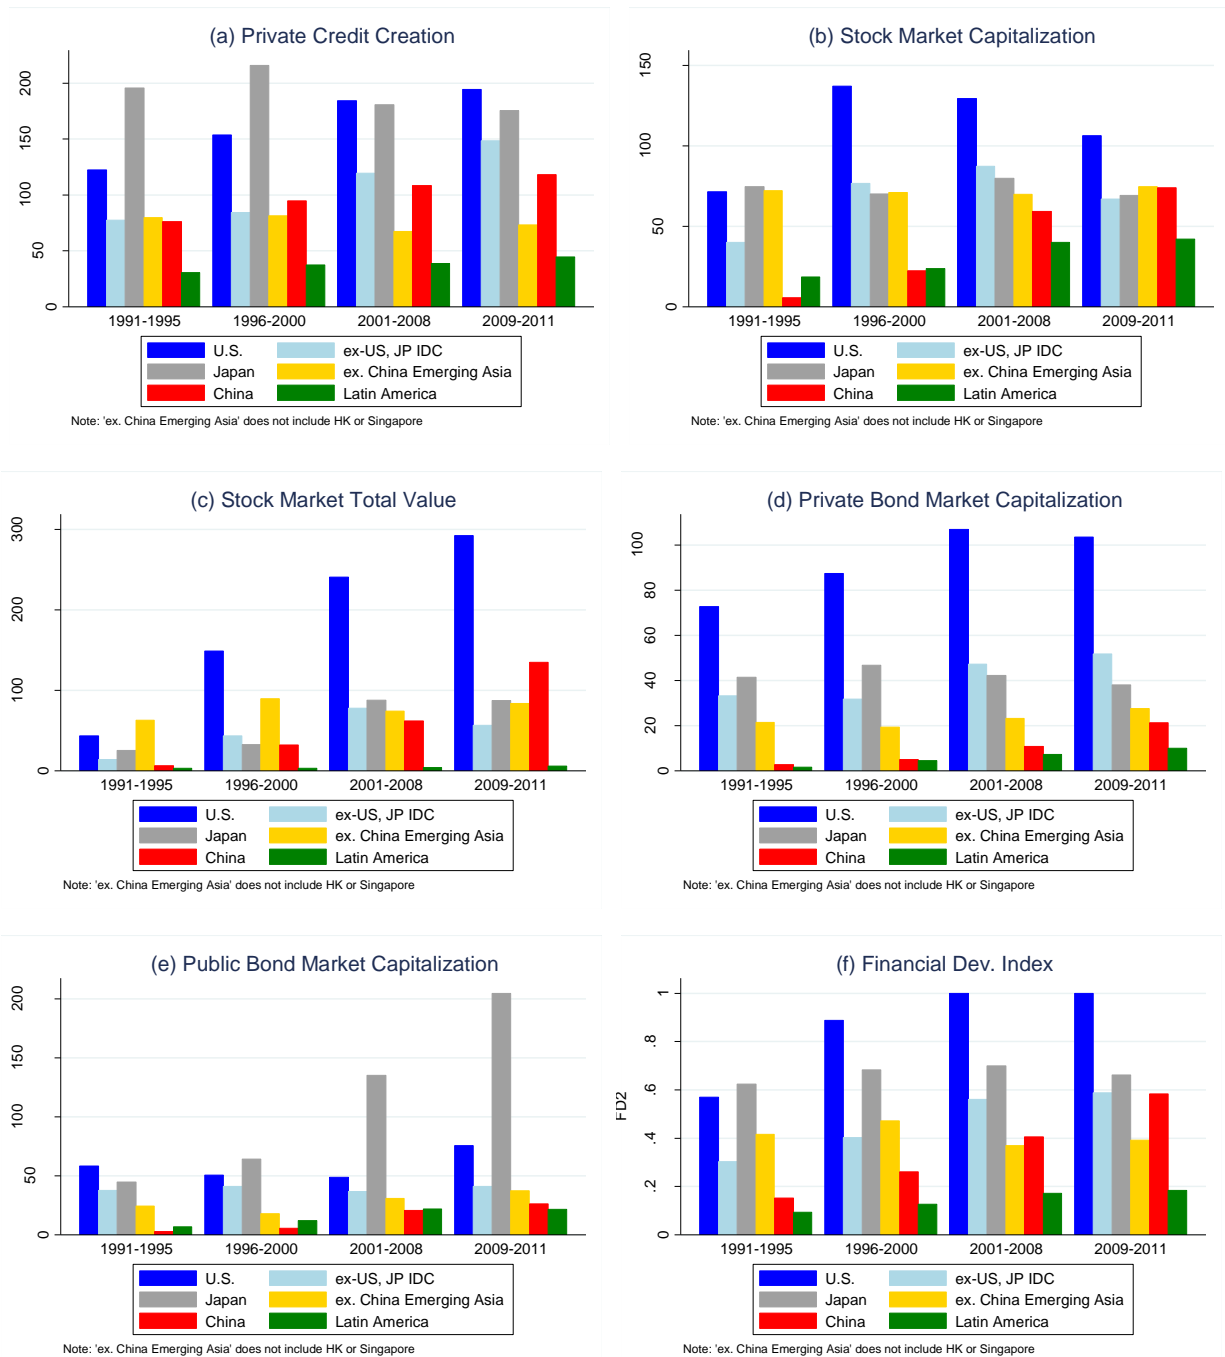 (a) Private Credit Creation
200
150
100
50
0
1991-1995 1996-2000 2001-2008 2009-2011
U.S. ex-US, JP IDC
Japan ex. China Emerging Asia
China Latin America
Note: 'ex. China Emerging Asia' does not include HK or Singapore
(b) Stock Market Capitalization
150
100
50
0
1991-1995 1996-2000 2001-2008 2009-2011
U.S. ex-US, JP IDC
Japan ex. China Emerging Asia
China Latin America
Note: 'ex. China Emerging Asia' does not include HK or Singapore
(c) Stock Market Total Value
300
200
100
0
1991-1995 1996-2000 2001-2008 2009-2011
U.S. ex-US, JP IDC
Japan ex. China Emerging Asia
China Latin America
Note: 'ex. China Emerging Asia' does not include HK or Singapore
(d) Private Bond Market Capitalization
100
80
60
40
20
0
1991-1995 1996-2000 2001-2008 2009-2011
U.S. ex-US, JP IDC
Japan ex. China Emerging Asia
China Latin America
Note: 'ex. China Emerging Asia' does not include HK or Singapore
(e) Public Bond Market Capitalization
200
150
100
50
0
1991-1995 1996-2000 2001-2008 2009-2011
U.S. ex-US, JP IDC
Japan ex. China Emerging Asia
China Latin America
Note: 'ex. China Emerging Asia' does not include HK or Singapore
(f) Financial Dev. Index
FD2
1
.8
.6
.4
.2
0
1991-1995 1996-2000 2001-2008 2009-2011
U.S. ex-US, JP IDC
Japan ex. China Emerging Asia
China Latin America
Note: 'ex. China Emerging Asia' does not include HK or Singapore